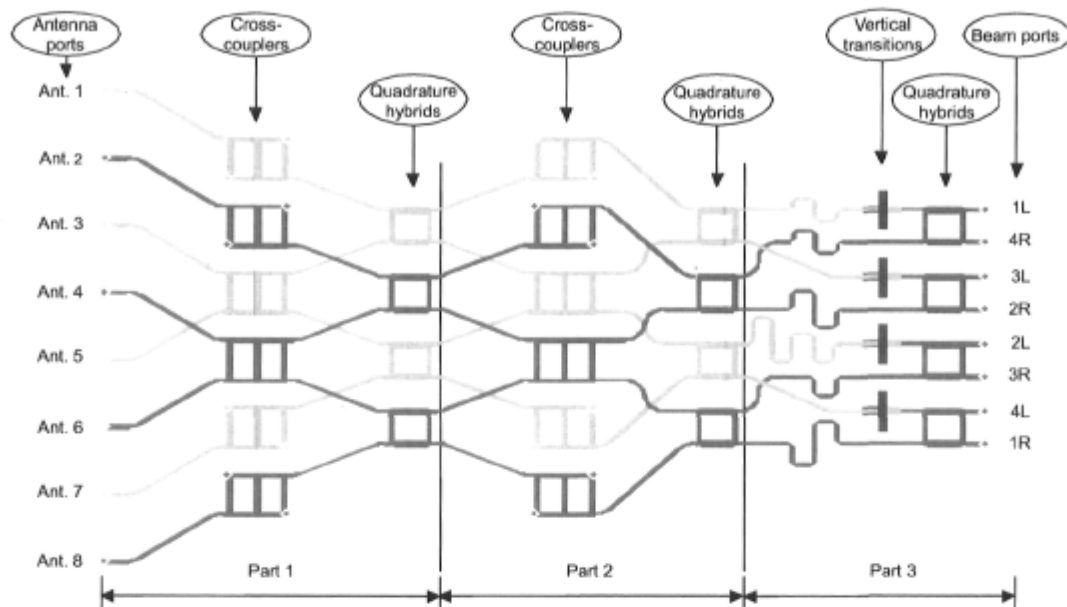 Antenna
ports
Cross-
couplers
Cross-
couplers
Vertical
transitions
Beam ports
Quadrature
hybrids
Quadrature
hybrids
Quadrature
hybrids
Ant. 1
Ant. 2
Ant. 3
Ant. 4
Ant. 5
Ant. 6
Ant. 7
Ant. 8
1L
4R
3L
2R
2L
3R
4L
1R
Part 1
Part 2
Part 3